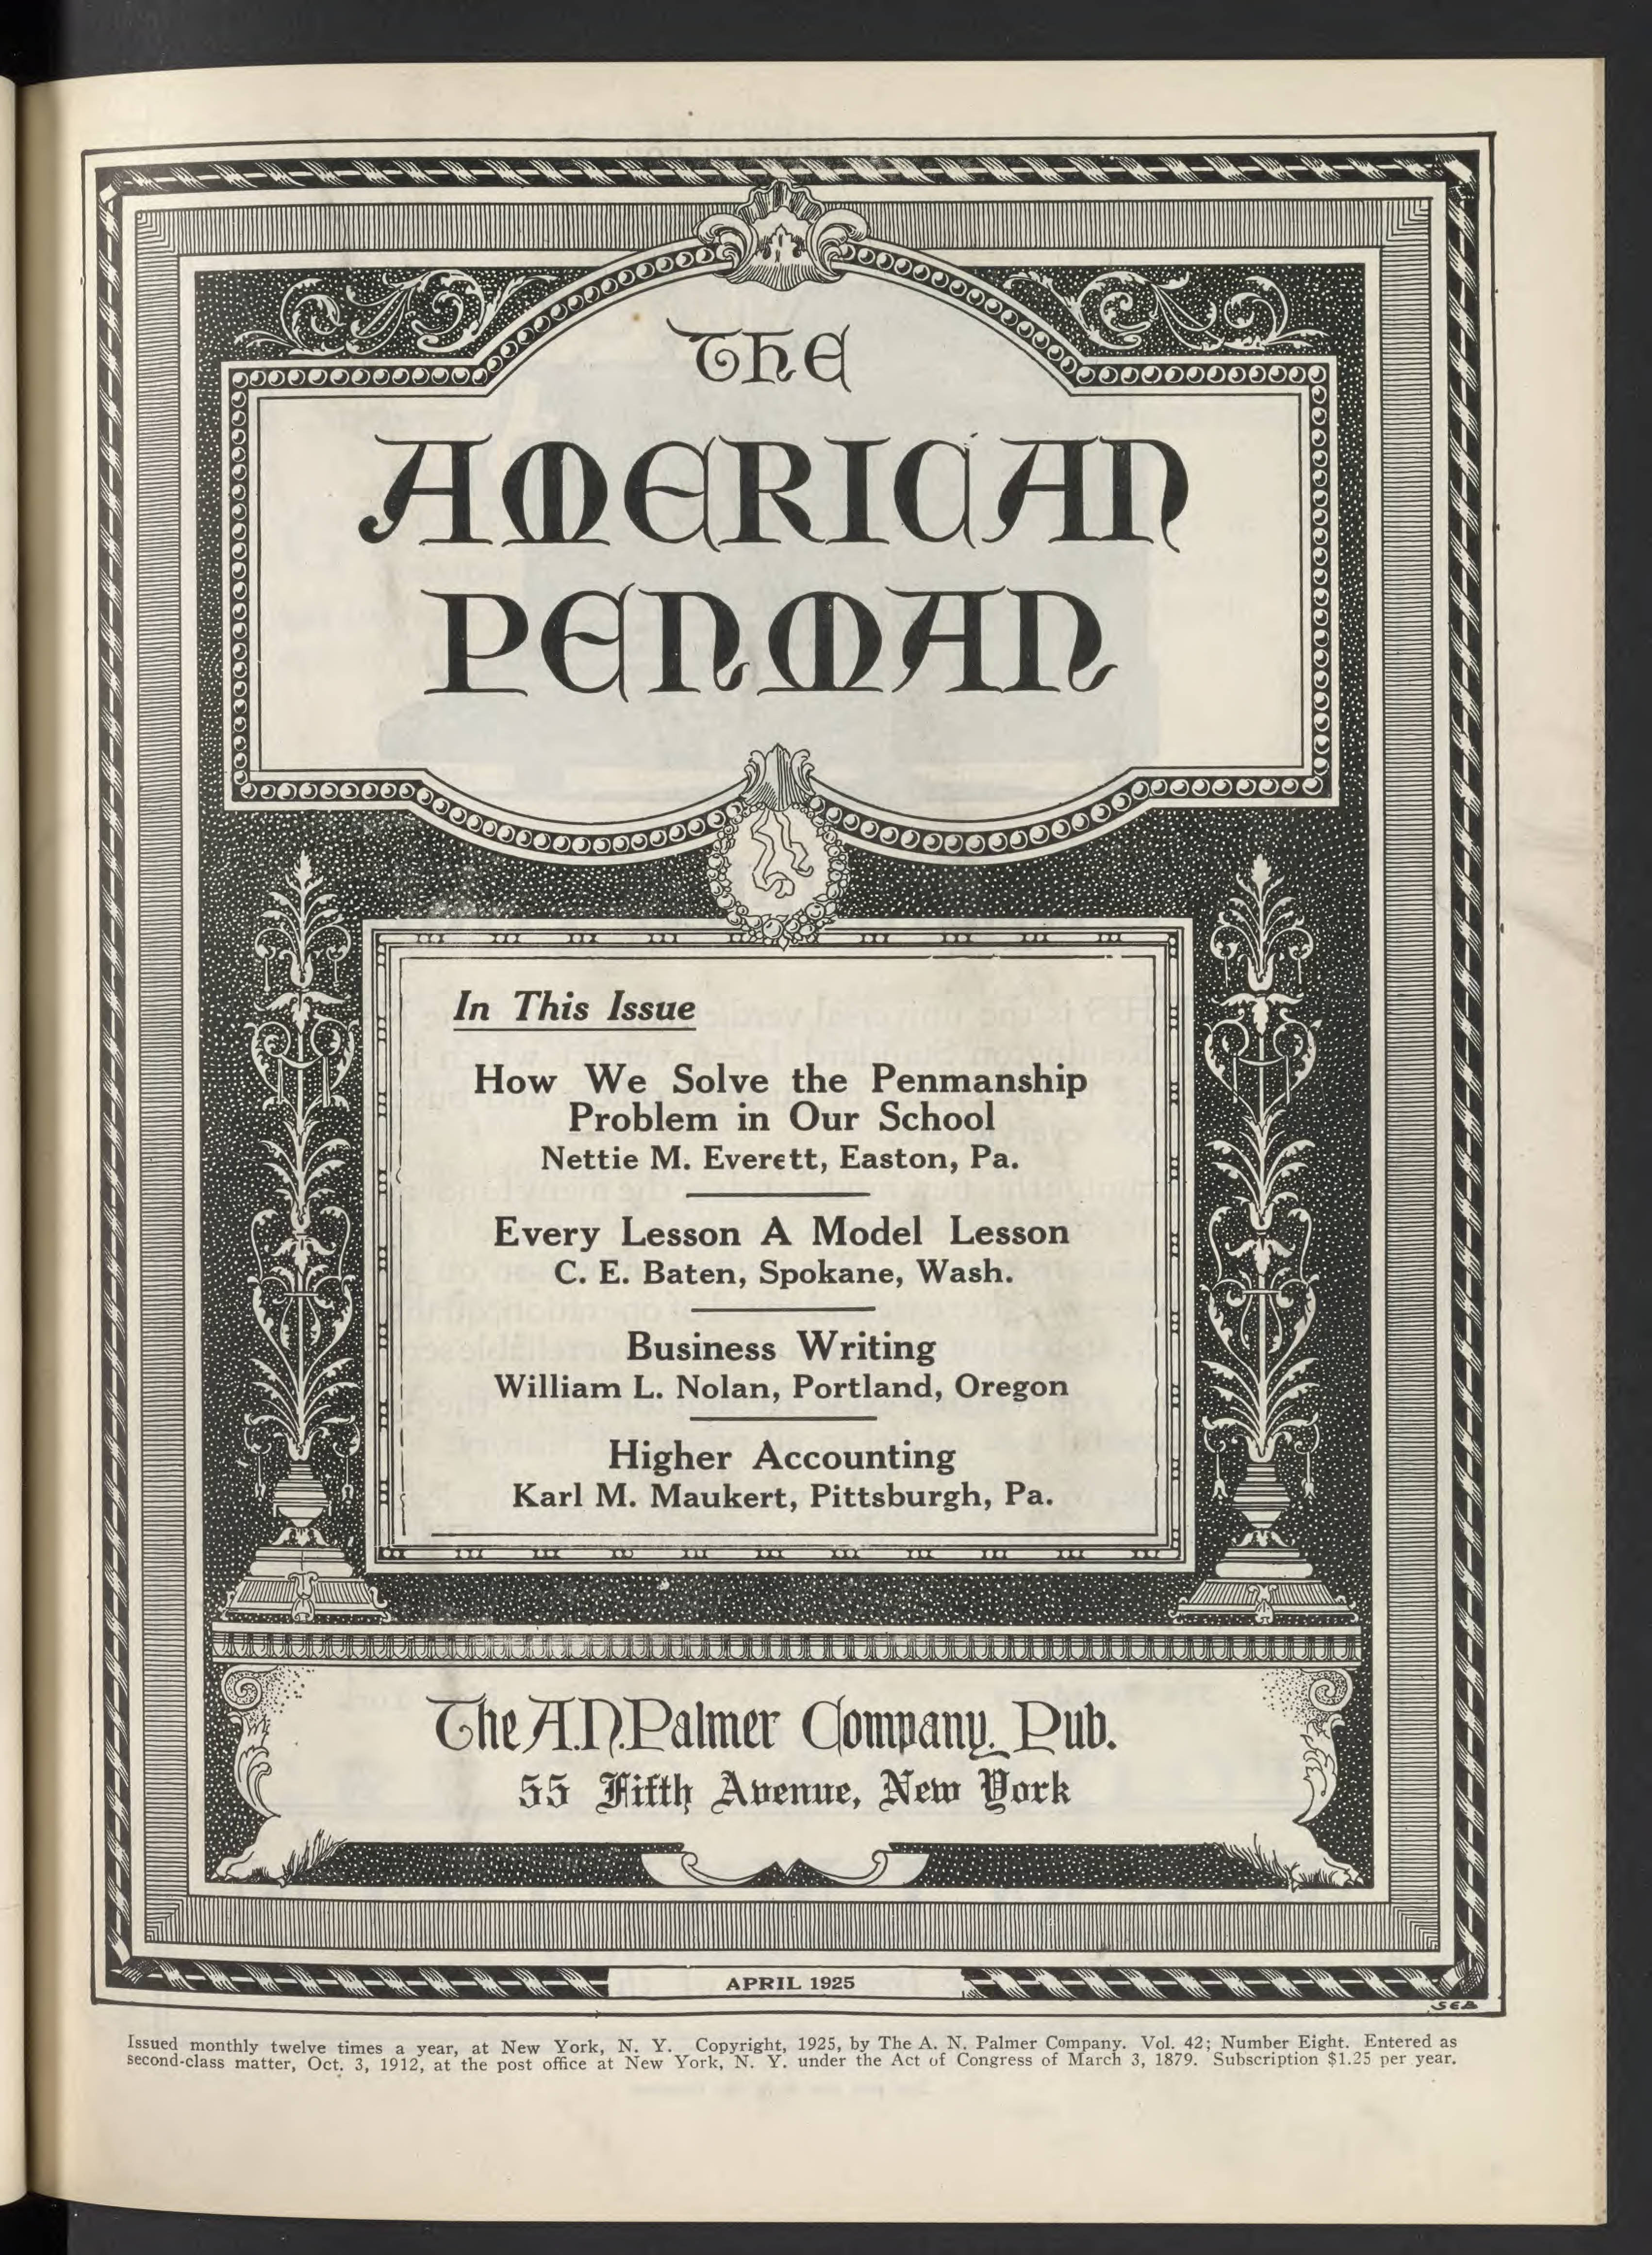 THE
AMERICAN
PENMAN
In This Issue
How We Solve the Penmanship
Problem in Our School
Nettie M. Everett, Easton, Pa.
Every Lesson A Model Lesson
C. E. Baten, Spokane, Wash.
Business Writing
William L. Nolan, Portland, Oregon
Higher Accounting
Karl M. Maukert, Pittsburgh, Pa.
The A.N. Palmer Company. Pub.
55 Fifth Avenue, New York
APRIL 1925
SEB
Issued monthly twelve times a year, at New York, N. Y. Copyright, 1925, by The A. N. Palmer Company. Vol. 42; Number Eight. Entered as
second-class matter, Oct. 3, 1912, at the post office at New York, N. Y. under the Act of Congress of March 3, 1879. Subscription $1.25 per year.